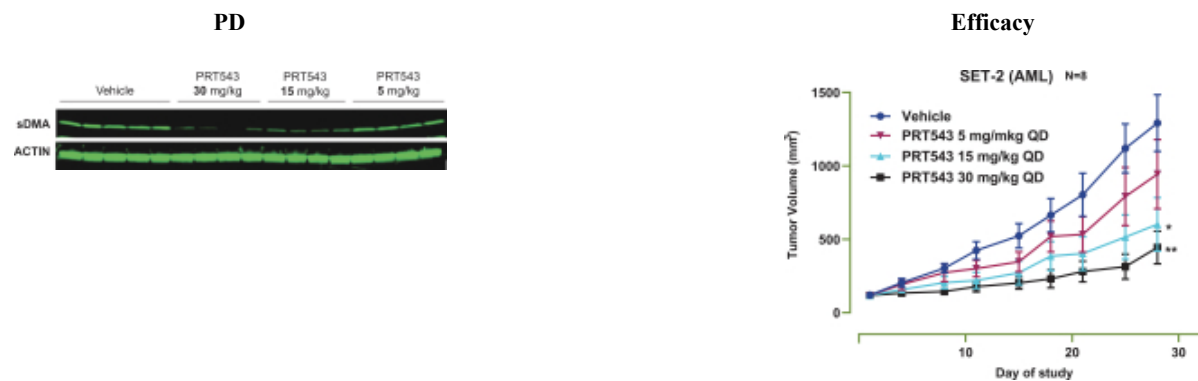 PD
Vehicle
PRT543
30 mg/kg
PRT543
15 mg/kg
PRT543
5 mg/kg
sDMA
ACTIN
Efficacy
SET-2 (AML) N=8
Vehicle
PRT543 5 mg/mkg QD
PRT543 15 mg/kg QD
PRT543 30 mg/kg QD
Tumor Volume (mm³)
1500
1000
500
0
*
**
10 20 30
Day of study